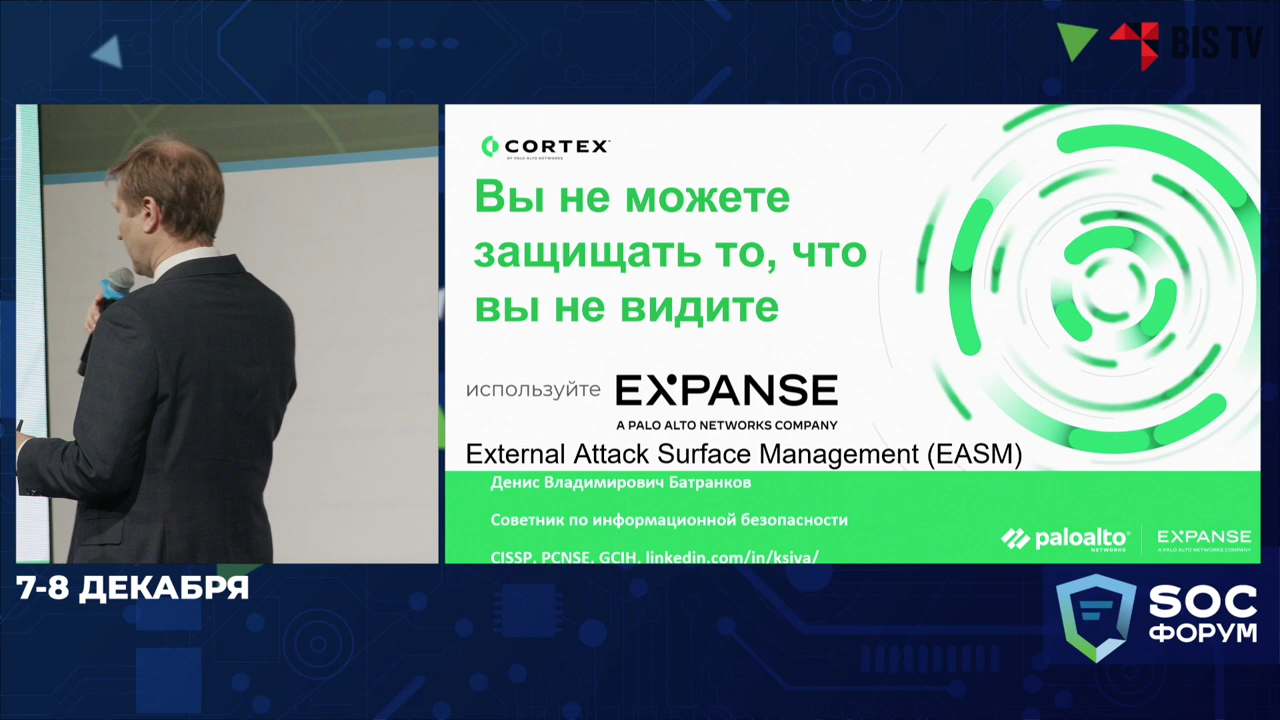 BIS TV
CORTEX
BY PALO ALTO NETWORKS
Вы не можете
защищать то, что
вы не видите
используйте EXPANSE
A PALO ALTO NETWORKS COMPANY
External Attack Surface Management (EASM)
Денис Владимирович Батранков
Советник по информационной безопасности
CISSP, PCNSE, GCIH, linkedin.com/in/ksiva/
paloalto NETWORKS
EXPANSE
A PALO ALTO NETWORKS COMPANY
7-8 ДЕКАБРЯ
SOC
ФОРУМ